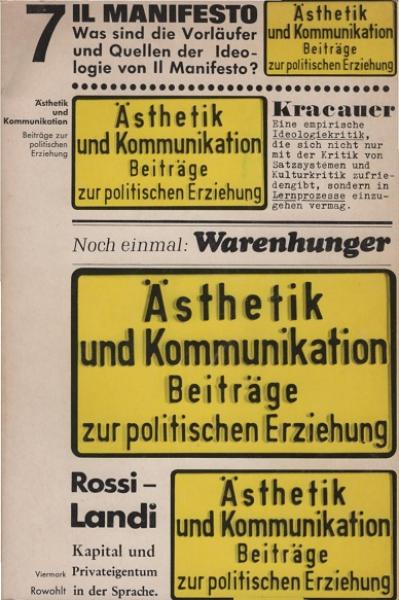 7
IL MANIFESTO
Was sind die Vorläufer
und Quellen der Ideo-
logie von Il Manifesto?
Ästhetik
und Kommunikation
Beiträge
zur politischen Erziehung
Ästhetik
und
Kommunikation
Beiträge zur
politischen
Erziehung
Ästhetik
und Kommunikation
Beiträge
zur politischen Erziehung
Kracauer
Eine empirische
Ideologiekritik,
die sich nicht nur
mit der Kritik von
Satzsystemen und
Kulturkritik zufrie-
dengibt, sondern in
Lernprozesse einzu-
gehen vermag.
Noch einmal: Warenhunger
Ästhetik
und Kommunikation
Beiträge
zur politischen Erziehung
Rossi –
Landi
Kapital und
Privateigentum
in der Sprache.
Viermark
Rowohlt
Ästhetik
und Kommunikation
Beiträge
zur politischen Erziehung